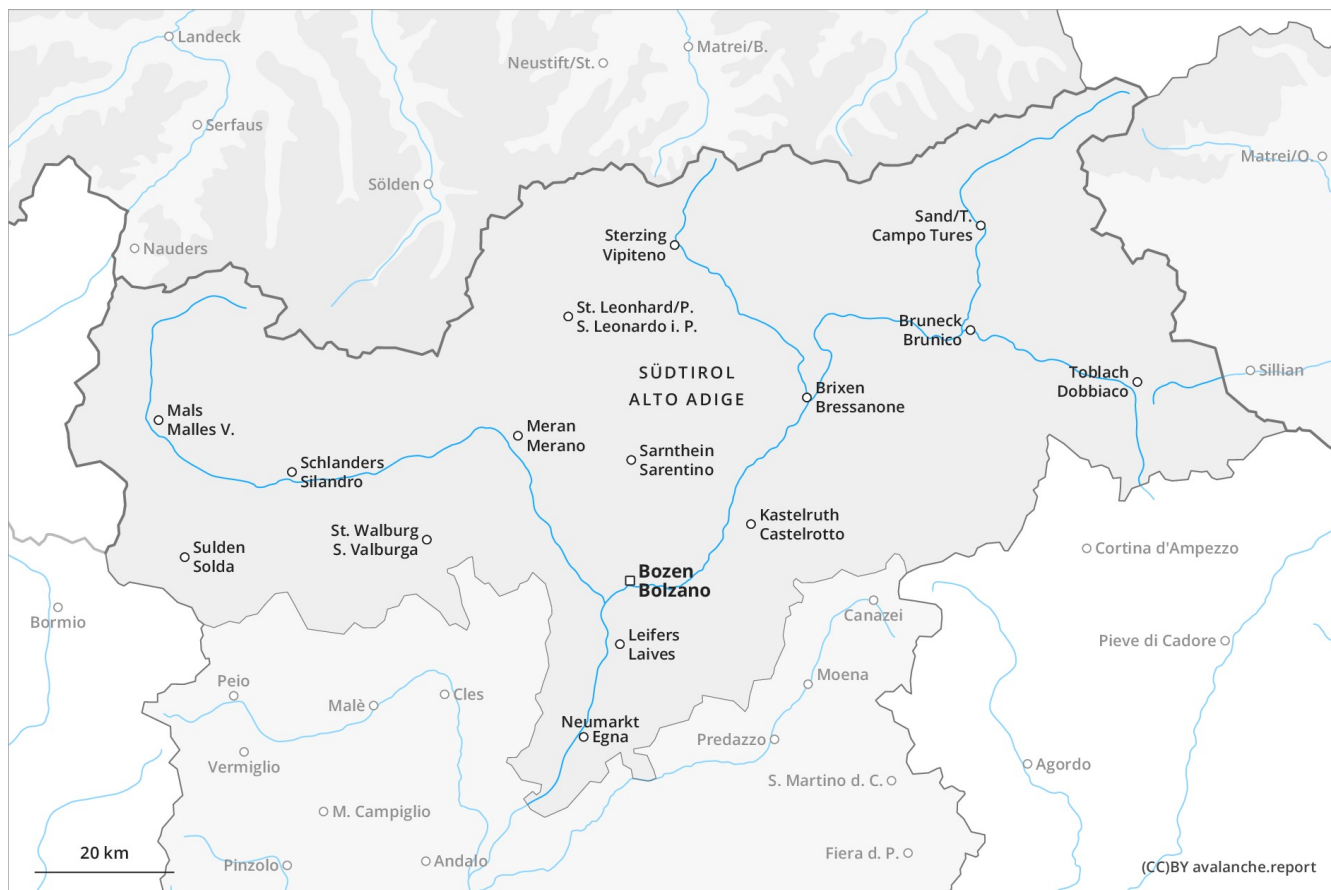 Landeck
Matrei/B.
Neustift/St.
Serfaus
Matrei/O.
Sölden
Sand/T.
Campo Tures
Nauders
Sterzing
Vipiteno
St. Leonhard/P.
S. Leonardo i. P.
Bruneck
Brunico
SÜDTIROL
ALTO ADIGE
Toblach
Dobbiaco
Sillian
Brixen
Bressanone
Mals
Malles V.
Meran
Merano
Sarnthein
Sarentino
Schlanders
Silandro
Kastelruth
Castelrotto
St. Walburg
S. Valburga
Sulden
Solda
Cortina d'Ampezzo
Bozen
Bolzano
Bormio
Canazei
Leifers
Laives
Pieve di Cadore
Moena
Peio
Malè
Cles
Neumarkt
Egna
Predazzo
Vermiglio
Agordo
S. Martino d. C.
M. Campiglio
20 km
Pinzolo
Andalo
Fiera d. P.
(CC)BY avalanche.report